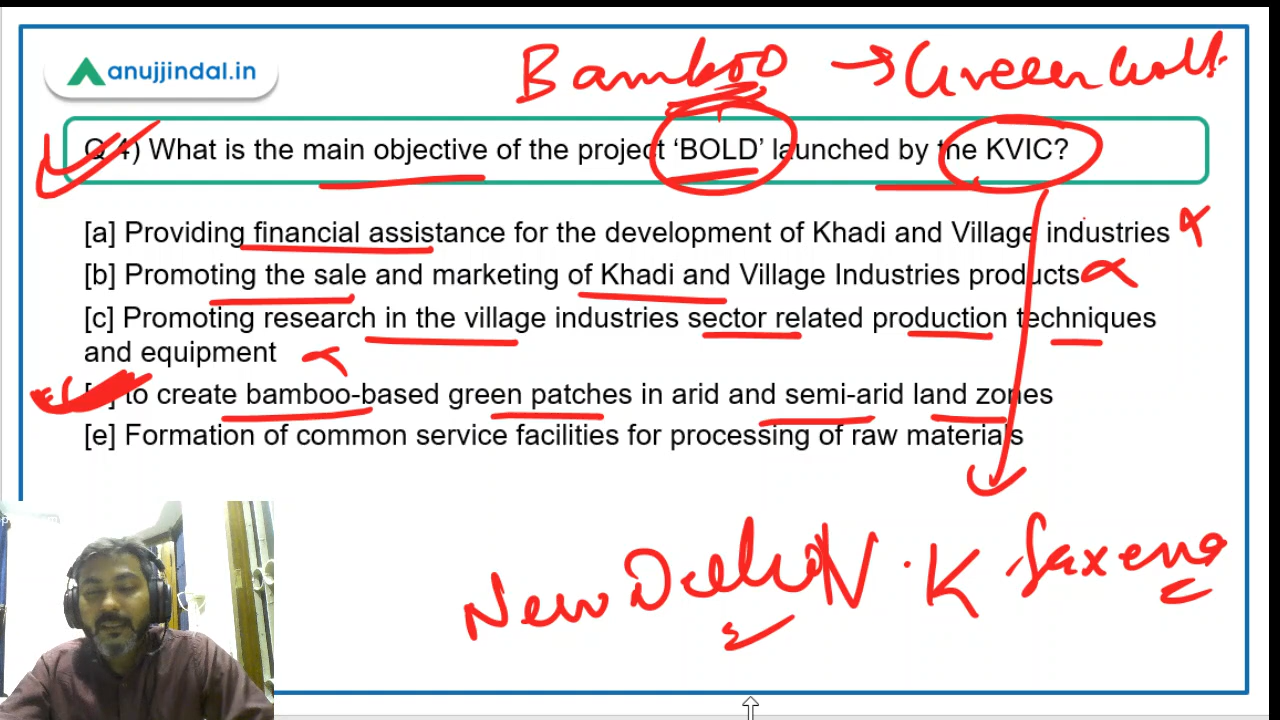 Bamboo → Green Gold
anujjindal.in
Q 4) What is the main objective of the project ‘BOLD’ launched by the KVIC?
[a] Providing financial assistance for the development of Khadi and Village industries
[b] Promoting the sale and marketing of Khadi and Village Industries products
[c] Promoting research in the village industries sector related production techniques
and equipment
to create bamboo-based green patches in arid and semi-arid land zones
[e] Formation of common service facilities for processing of raw materials
New Delhi N. K Saxena